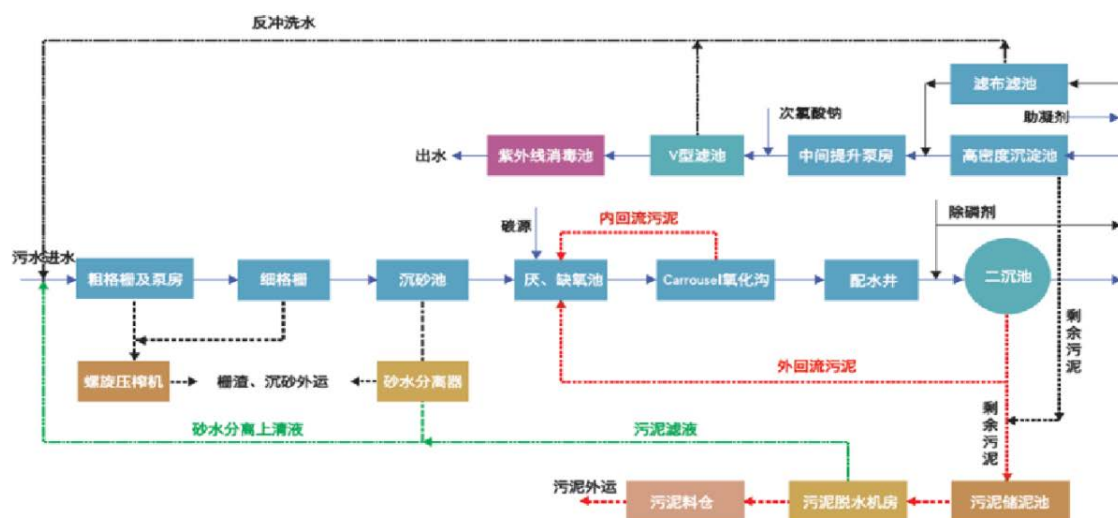 反冲洗水
滤布滤池
次氯酸钠
助凝剂
出水
紫外线消毒池
V型滤池
中间提升泵房
高密度沉淀池
碳源
内回流污泥
除磷剂
污水进水
粗格栅及泵房
细格栅
沉砂池
厌、缺氧池
Carrousel氧化沟
配水井
二沉池
剩余污泥
螺旋压榨机
栅渣、沉砂外运
砂水分离器
外回流污泥
剩余污泥
砂水分离上清液
污泥滤液
污泥外运
污泥料仓
污泥脱水机房
污泥储泥池